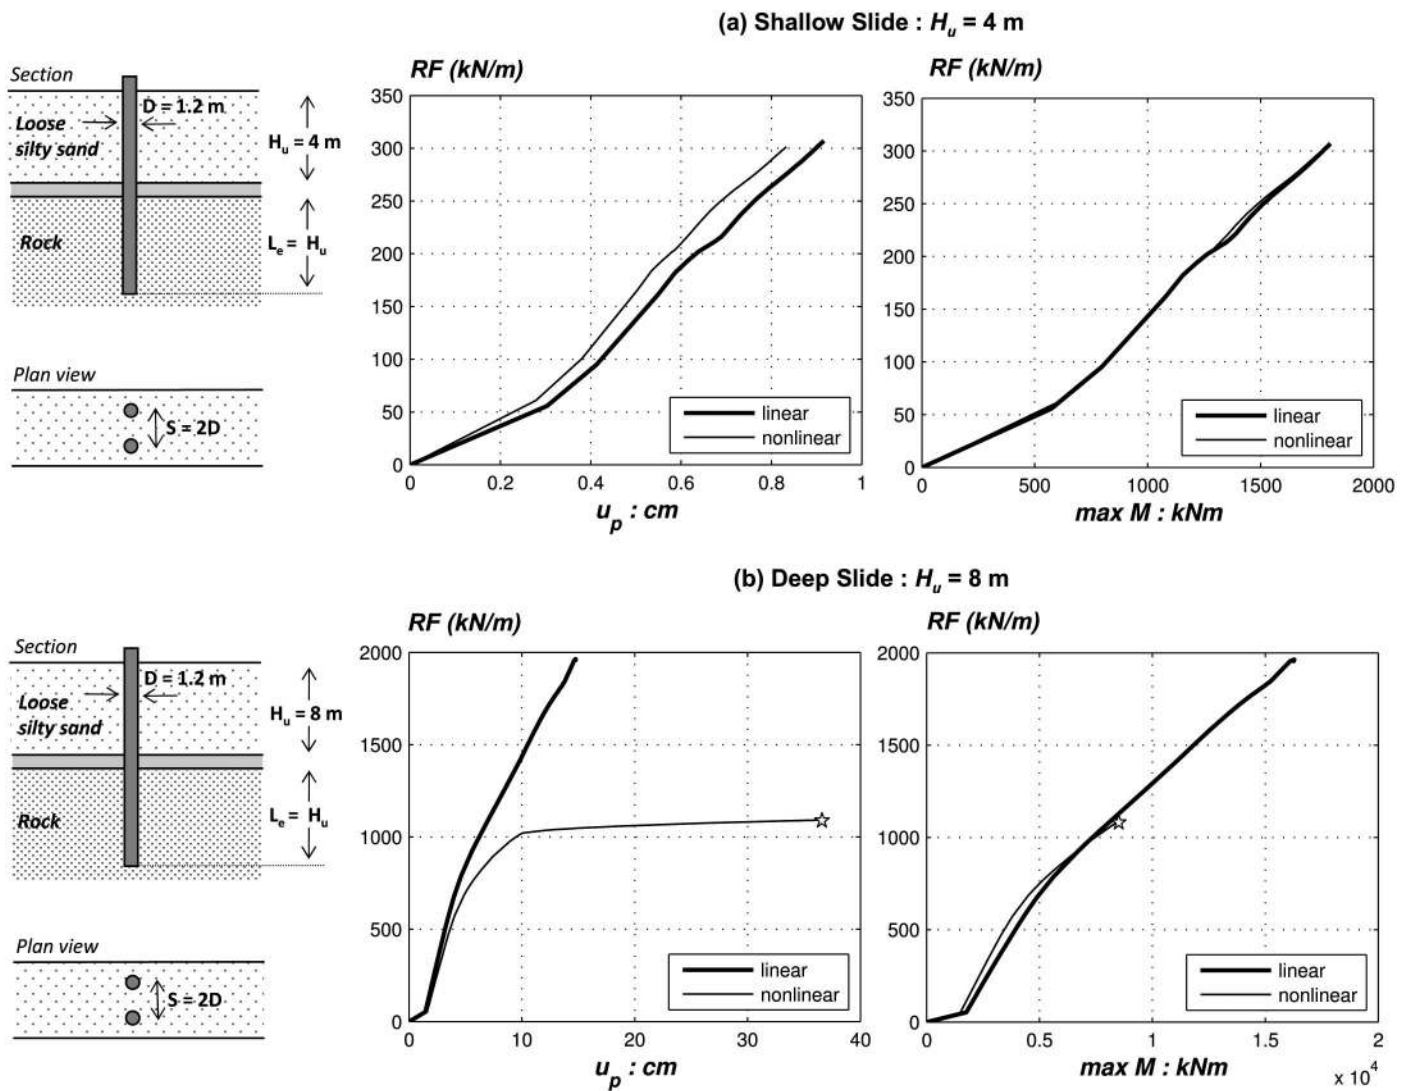 (a) Shallow Slide : H_u = 4 m
Section
D = 1.2 m
Loose
silty sand
H_u = 4 m
Rock
L_e = H_u
Plan view
S = 2D
RF (kN/m)
350
300
250
200
150
100
50
0
0 0.2 0.4 0.6 0.8 1
u_p : cm
linear
nonlinear
RF (kN/m)
350
300
250
200
150
100
50
0
0 500 1000 1500 2000
max M : kNm
linear
nonlinear
(b) Deep Slide : H_u = 8 m
Section
D = 1.2 m
Loose
silty sand
H_u = 8 m
Rock
L_e = H_u
Plan view
S = 2D
RF (kN/m)
2000
1500
1000
500
0
0 10 20 30 40
u_p : cm
linear
nonlinear
RF (kN/m)
2000
1500
1000
500
0
0 0.5 1 1.5 2
x 10^4
max M : kNm
linear
nonlinear